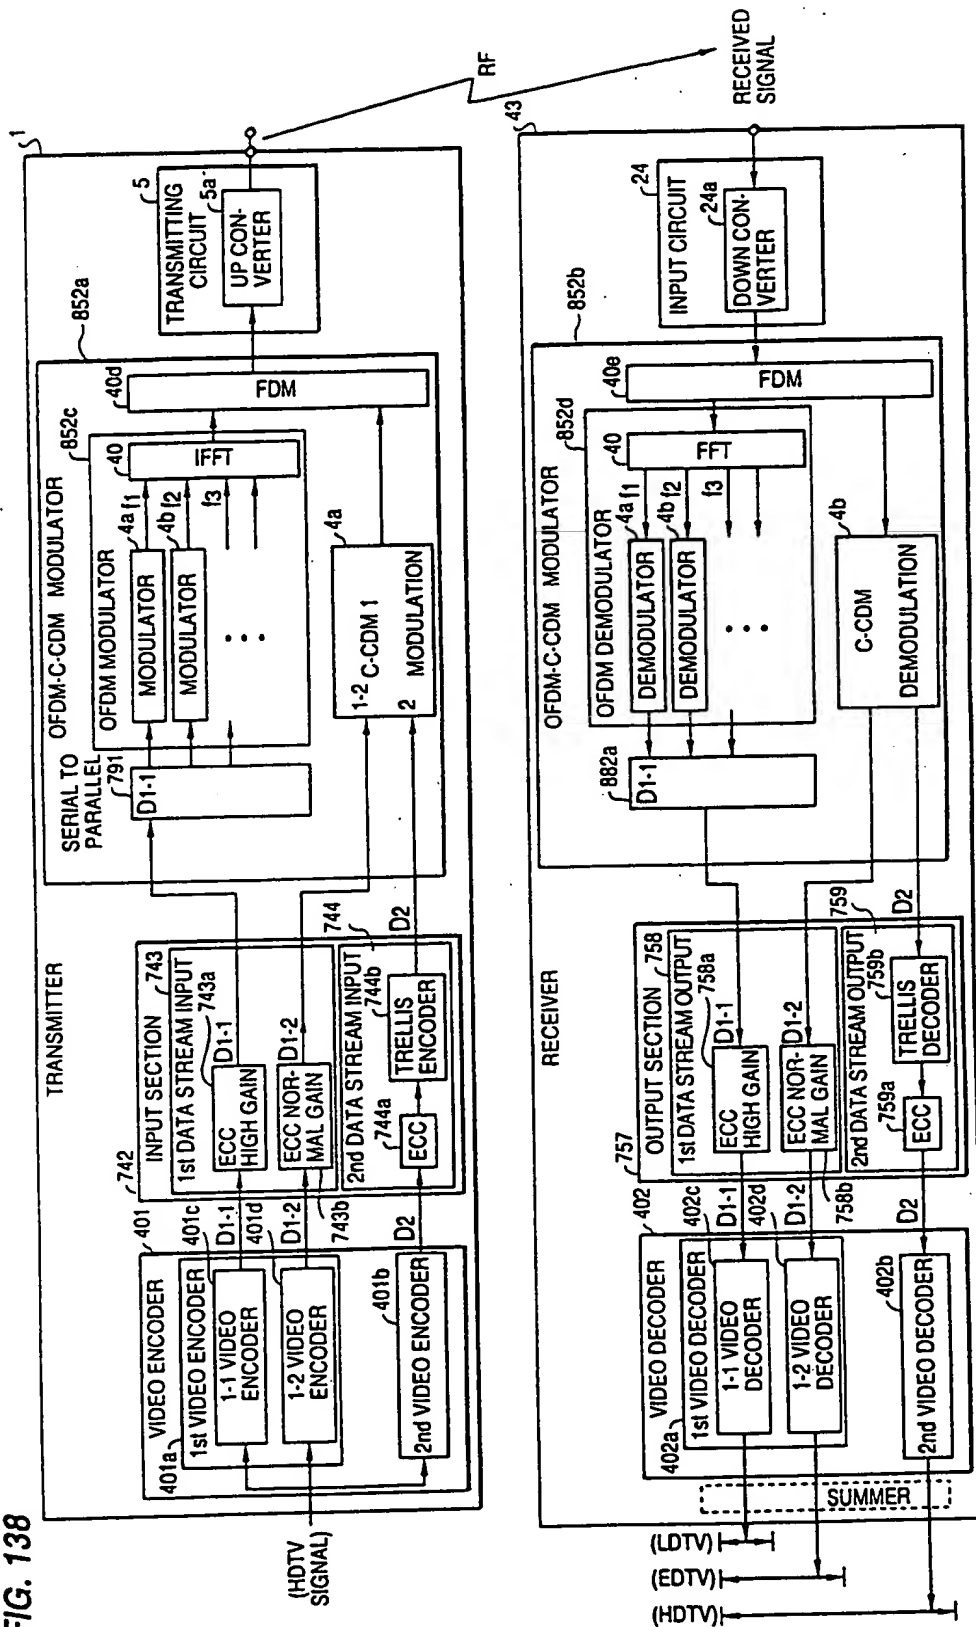 FIG. 138
TRANSMITTER
1
(HDTV
SIGNAL)
VIDEO ENCODER
401
401a
1st VIDEO ENCODER
401c
1-1 VIDEO
ENCODER
401d
1-2 VIDEO
ENCODER
401b
2nd VIDEO ENCODER
D1-1
D1-2
D2
742
INPUT SECTION
743
1st DATA STREAM INPUT
743a
ECC
HIGH GAIN
D1-1
ECC NOR-
MAL GAIN
D1-2
743b
744
2nd DATA STREAM INPUT
744a
ECC
744b
TRELLIS
ENCODER
D2
OFDM-C-CDM MODULATOR
852a
SERIAL TO
PARALLEL
791
D1-1
OFDM MODULATOR
852c
MODULATOR
4a
f1
MODULATOR
4b
f2
f3
40
IFFT
1-2
C-CDM 1
2
MODULATION
4a
40d
FDM
TRANSMITTING
CIRCUIT
5
5a
UP CON-
VERTER
RF
RECEIVED
SIGNAL
RECEIVER
43
INPUT CIRCUIT
24
24a
DOWN CON-
VERTER
OFDM-C-CDM MODULATOR
852b
40e
FDM
OFDM DEMODULATOR
852d
40
FFT
DEMODULATOR
4a
f1
DEMODULATOR
4b
f2
f3
882a
D1-1
C-CDM
DEMODULATION
4b
757
OUTPUT SECTION
758
1st DATA STREAM OUTPUT
758a
ECC
HIGH GAIN
D1-1
ECC NOR-
MAL GAIN
D1-2
758b
2nd DATA STREAM OUTPUT
759
759a
ECC
759b
TRELLIS
DECODER
D2
VIDEO DECODER
402
402a
1st VIDEO DECODER
402c
1-1 VIDEO
DECODER
D1-1
402d
1-2 VIDEO
DECODER
D1-2
402b
2nd VIDEO DECODER
D2
SUMMER
(LDTV)
(EDTV)
(HDTV)